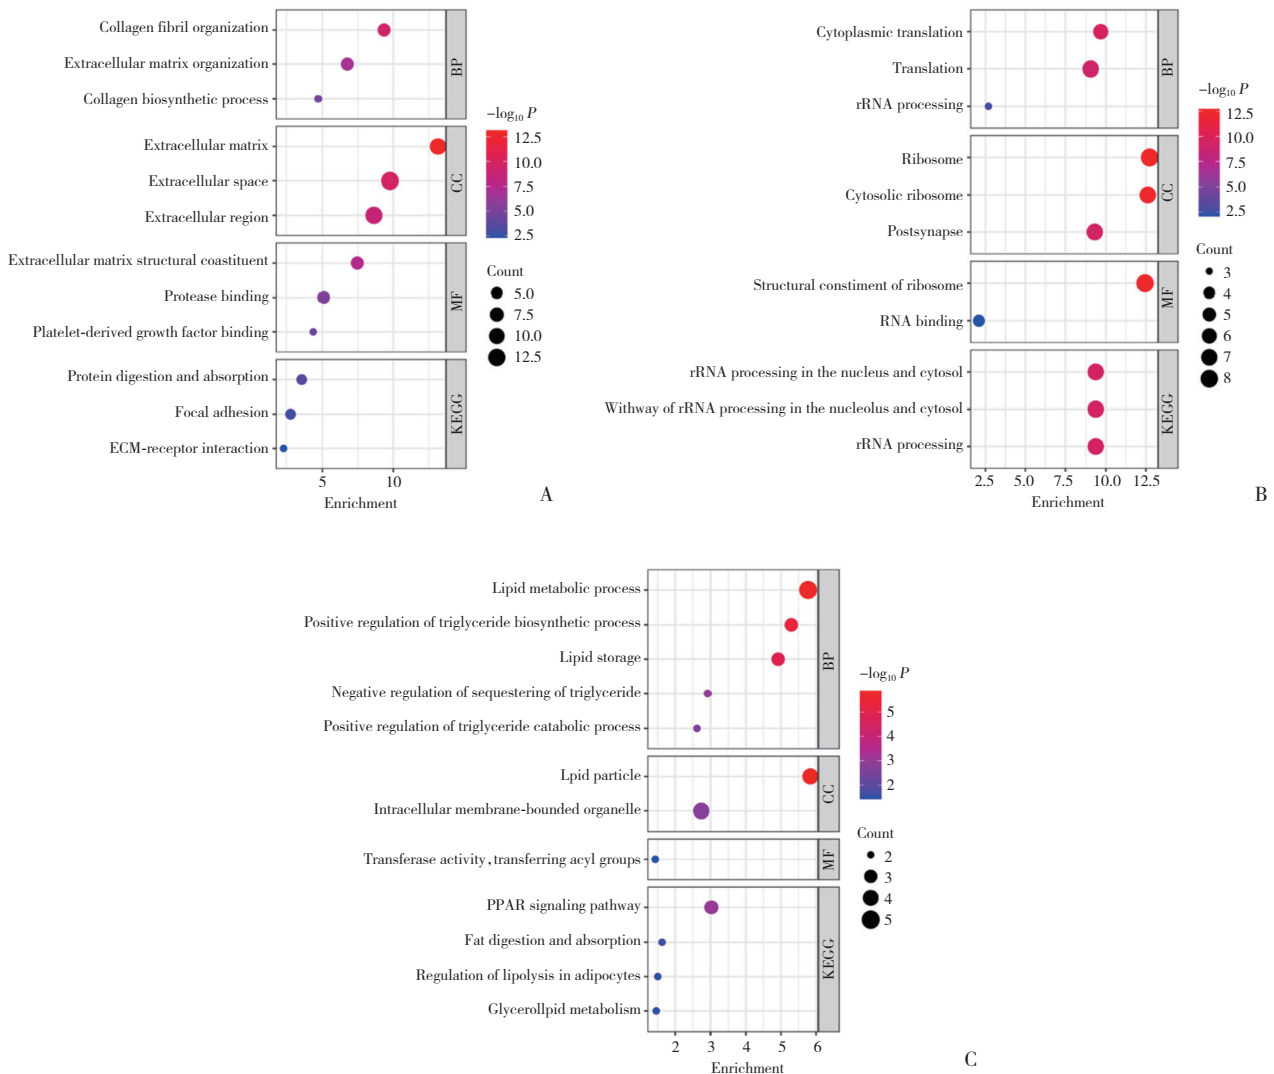 Collagen fibril organization
Extracellular matrix organization
Collagen biosynthetic process
BP
Extracellular matrix
Extracellular space
Extracellular region
CC
Extracellular matrix structural coastituent
Protease binding
Platelet-derived growth factor binding
MF
Protein digestion and absorption
Focal adhesion
ECM-receptor interaction
KEGG
5 10
Enrichment
−log10 P
12.5
10.0
7.5
5.0
2.5
Count
5.0
7.5
10.0
12.5
A
Cytoplasmic translation
Translation
rRNA processing
BP
Ribosome
Cytosolic ribosome
Postsynapse
CC
Structural constiment of ribosome
RNA binding
MF
rRNA processing in the nucleus and cytosol
Withway of rRNA processing in the nucleolus and cytosol
rRNA processing
KEGG
2.5 5.0 7.5 10.0 12.5
Enrichment
−log10 P
12.5
10.0
7.5
5.0
2.5
Count
3
4
5
6
7
8
B
Lipid metabolic process
Positive regulation of triglyceride biosynthetic process
Lipid storage
Negative regulation of sequestering of triglyceride
Positive regulation of triglyceride catabolic process
BP
Lpid particle
Intracellular membrane-bounded organelle
CC
Transferase activity, transferring acyl groups
MF
PPAR signaling pathway
Fat digestion and absorption
Regulation of lipolysis in adipocytes
Glycerollpid metabolism
KEGG
2 3 4 5 6
Enrichment
−log10 P
5
4
3
2
Count
2
3
4
5
C